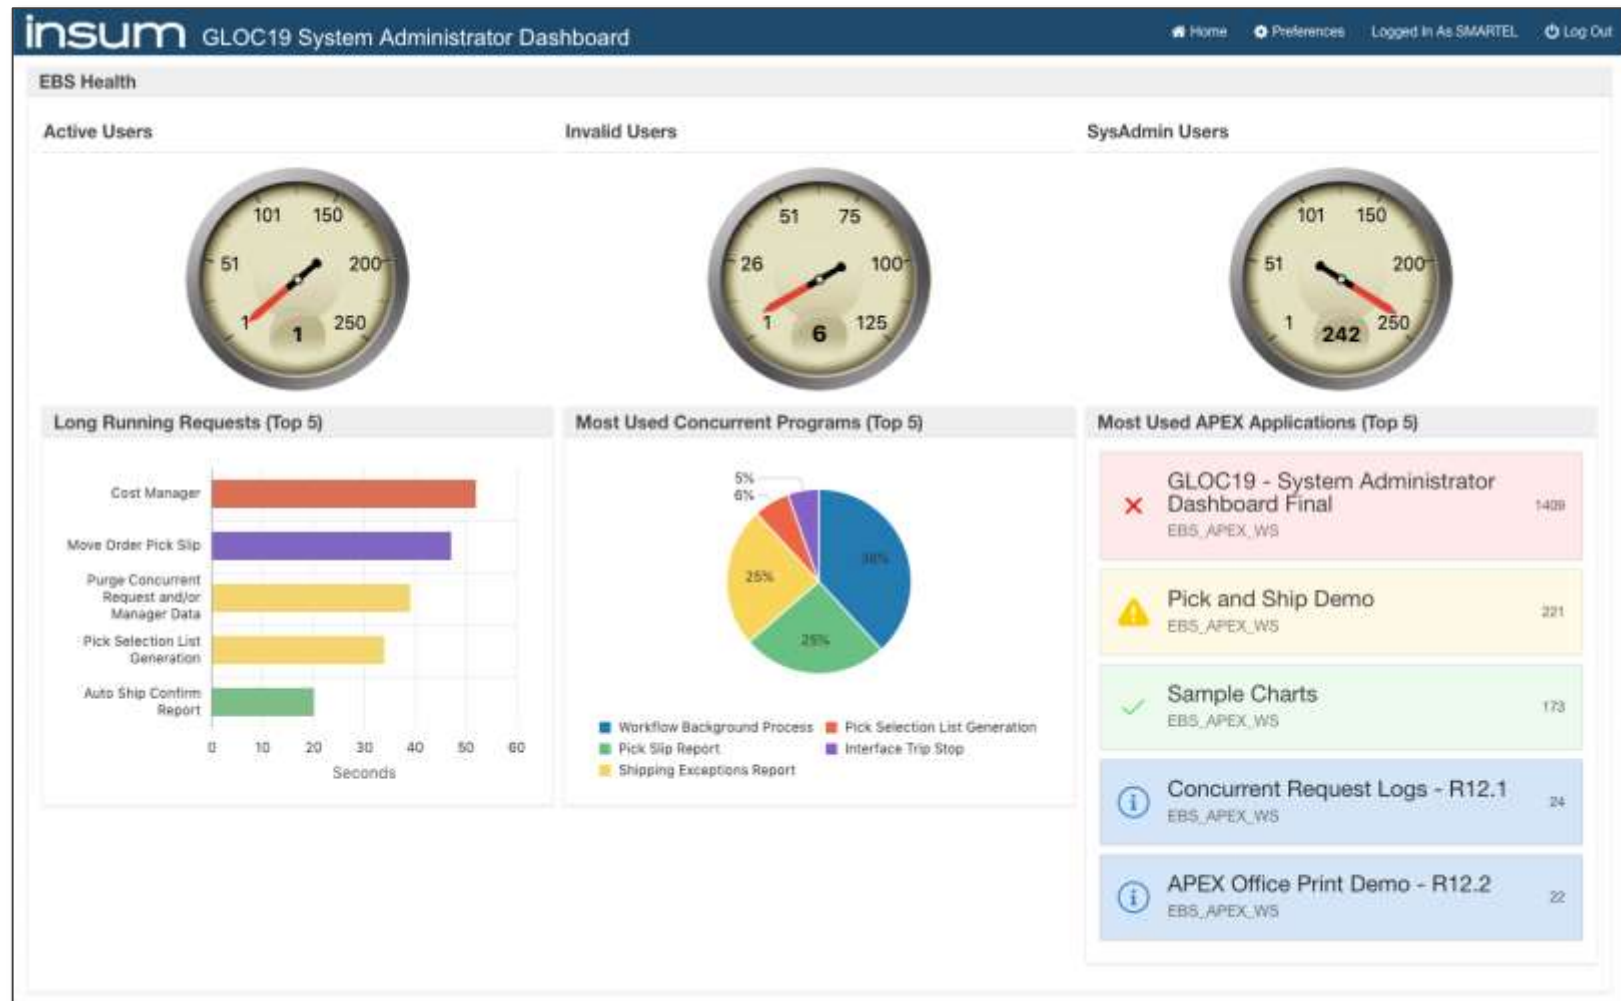 insum GLOC19 System Administrator Dashboard
Home Preferences Logged In As SMARTEL Log Out
EBS Health
Active Users
Invalid Users
SysAdmin Users
101 150
51 200
1 250
1
51 75
26 100
1 125
6
101 150
51 200
1 250
242
Long Running Requests (Top 5)
Cost Manager
Move Order Pick Slip
Purge Concurrent
Request and/or
Manager Data
Pick Selection List
Generation
Auto Ship Confirm
Report
0 10 20 30 40 50 60
Seconds
Most Used Concurrent Programs (Top 5)
5%
6%
38%
25%
25%
Workflow Background Process Pick Selection List Generation
Pick Slip Report Interface Trip Stop
Shipping Exceptions Report
Most Used APEX Applications (Top 5)
GLOC19 - System Administrator
Dashboard Final
1409
EBS_APEX_WS
Pick and Ship Demo
221
EBS_APEX_WS
Sample Charts
173
EBS_APEX_WS
Concurrent Request Logs - R12.1
24
EBS_APEX_WS
APEX Office Print Demo - R12.2
22
EBS_APEX_WS